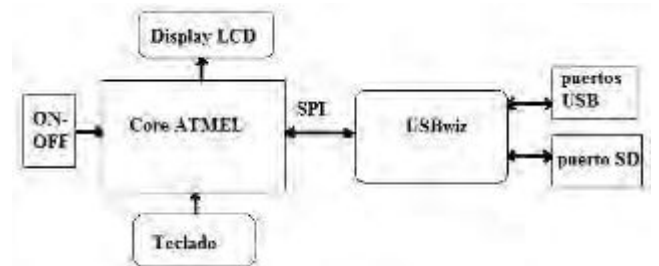 Display LCD
puertos
USB
ON-
OFF
Core ATMEL
SPI
USBwiz
puerto SD
Teclado